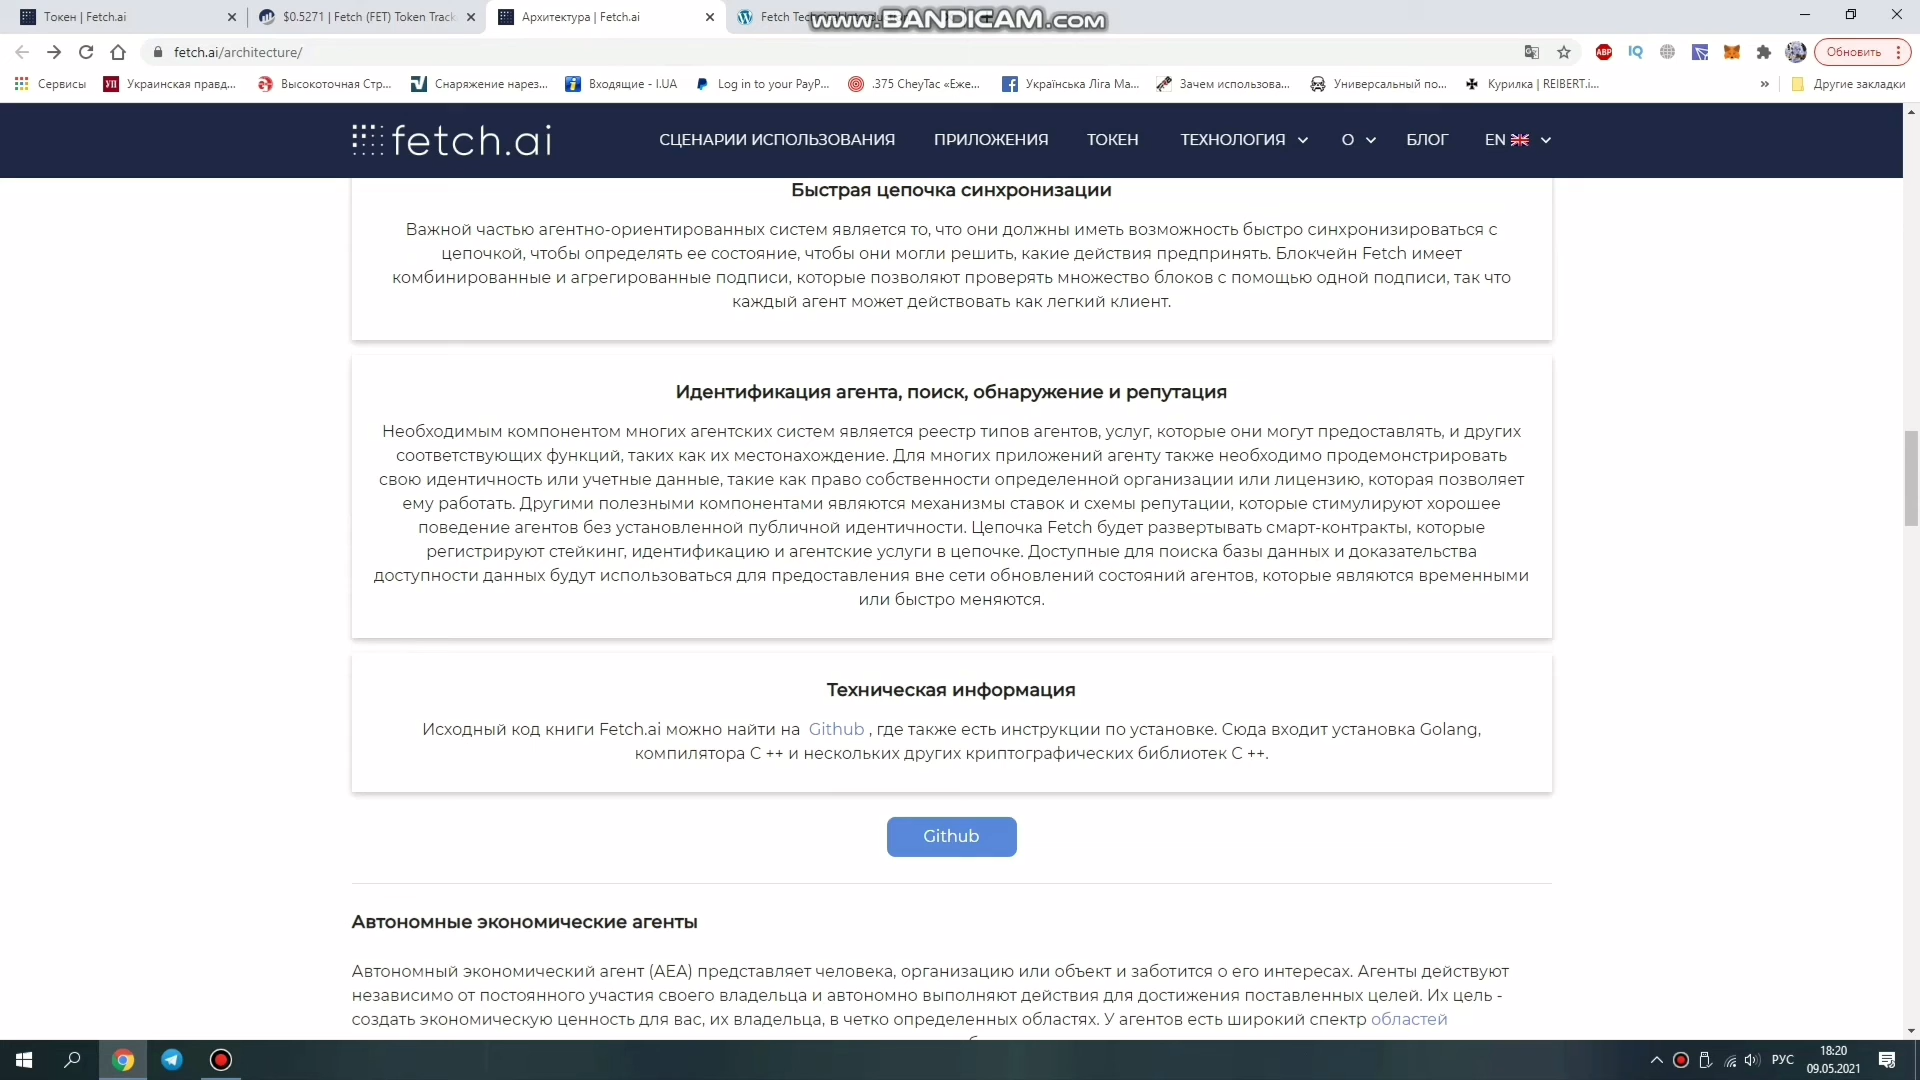 Токен | Fetch.ai
$0.5271 | Fetch (FET) Token Track
Архитектура | Fetch.ai
www.BANDICAM.com
fetch.ai/architecture/
ABP
IQ
Обновить
Сервисы
УП
Украинская правд...
Высокоточная Стр...
Снаряжение нарез...
Входящие - I.UA
Log in to your PayP...
.375 CheyTac «Еже...
Українська Ліга Ма...
Зачем использова...
Универсальный по...
Курилка | REIBERT.i...
»
Другие закладки
fetch.ai
СЦЕНАРИИ ИСПОЛЬЗОВАНИЯ
ПРИЛОЖЕНИЯ
ТОКЕН
ТЕХНОЛОГИЯ
О
БЛОГ
EN
Быстрая цепочка синхронизации
Важной частью агентно-ориентированных систем является то, что они должны иметь возможность быстро синхронизироваться с
цепочкой, чтобы определять ее состояние, чтобы они могли решить, какие действия предпринять. Блокчейн Fetch имеет
комбинированные и агрегированные подписи, которые позволяют проверять множество блоков с помощью одной подписи, так что
каждый агент может действовать как легкий клиент.
Идентификация агента, поиск, обнаружение и репутация
Необходимым компонентом многих агентских систем является реестр типов агентов, услуг, которые они могут предоставлять, и других
соответствующих функций, таких как их местонахождение. Для многих приложений агенту также необходимо продемонстрировать
свою идентичность или учетные данные, такие как право собственности определенной организации или лицензию, которая позволяет
ему работать. Другими полезными компонентами являются механизмы ставок и схемы репутации, которые стимулируют хорошее
поведение агентов без установленной публичной идентичности. Цепочка Fetch будет развертывать смарт-контракты, которые
регистрируют стейкинг, идентификацию и агентские услуги в цепочке. Доступные для поиска базы данных и доказательства
доступности данных будут использоваться для предоставления вне сети обновлений состояний агентов, которые являются временными
или быстро меняются.
Техническая информация
Исходный код книги Fetch.ai можно найти на Github , где также есть инструкции по установке. Сюда входит установка Golang,
компилятора C ++ и нескольких других криптографических библиотек C ++.
Github
Автономные экономические агенты
Автономный экономический агент (AEA) представляет человека, организацию или объект и заботится о его интересах. Агенты действуют
независимо от постоянного участия своего владельца и автономно выполняют действия для достижения поставленных целей. Их цель -
создать экономическую ценность для вас, их владельца, в четко определенных областях. У агентов есть широкий спектр областей
РУС
18:20
09.05.2021